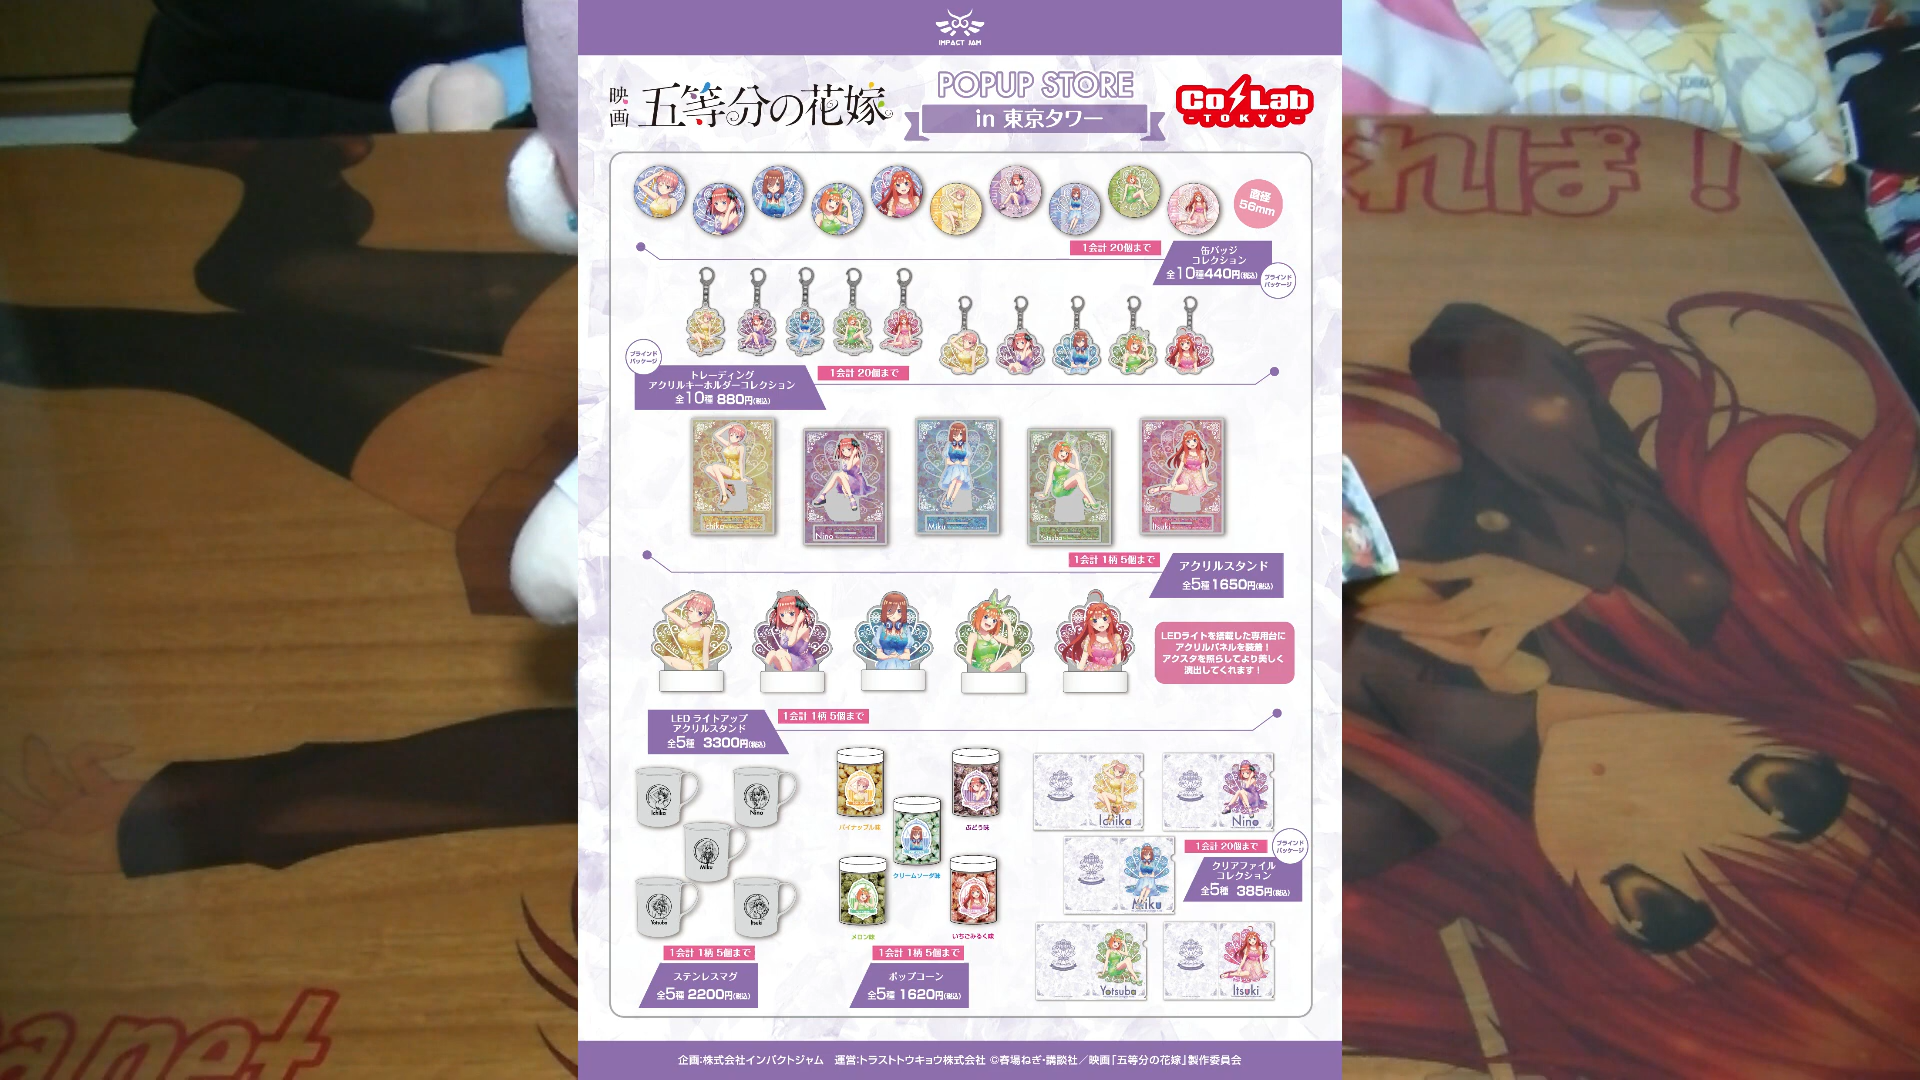 IMPACT JAM
映画 五等分の花嫁
POPUP STORE
in 東京タワー
Co Lab
-TOKYO-
直径
56mm
1会計 20個まで
缶バッジ
コレクション
全10種440円(税込)
ブラインド
パッケージ
ブラインド
パッケージ
トレーディング
アクリルキーホルダーコレクション
全10種 880円(税込)
1会計 20個まで
Ichika
Nino
Miku
Yotsuba
Itsuki
1会計 1柄 5個まで
アクリルスタンド
全5種1650円(税込)
LEDライトを搭載した専用台に
アクリルパネルを装着!
アクスタを照らしてより美しく
演出してくれます!
LED ライトアップ
アクリルスタンド
全5種 3300円(税込)
1会計 1柄 5個まで
Ichika
Nino
Miku
Yotsuba
Itsuki
1会計 1柄 5個まで
ステンレスマグ
全5種 2200円(税込)
パイナップル味
ぶどう味
クリームソーダ味
メロン味
いちごみるく味
1会計 1柄 5個まで
ポップコーン
全5種 1620円(税込)
Ichika
Nino
Miku
Yotsuba
Itsuki
1会計 20個まで
ブラインド
パッケージ
クリアファイル
コレクション
全5種 385円(税込)
企画:株式会社インパクトジャム 運営:トラストトウキョウ株式会社 ©春場ねぎ・講談社/映画「五等分の花嫁」製作委員会
れば!